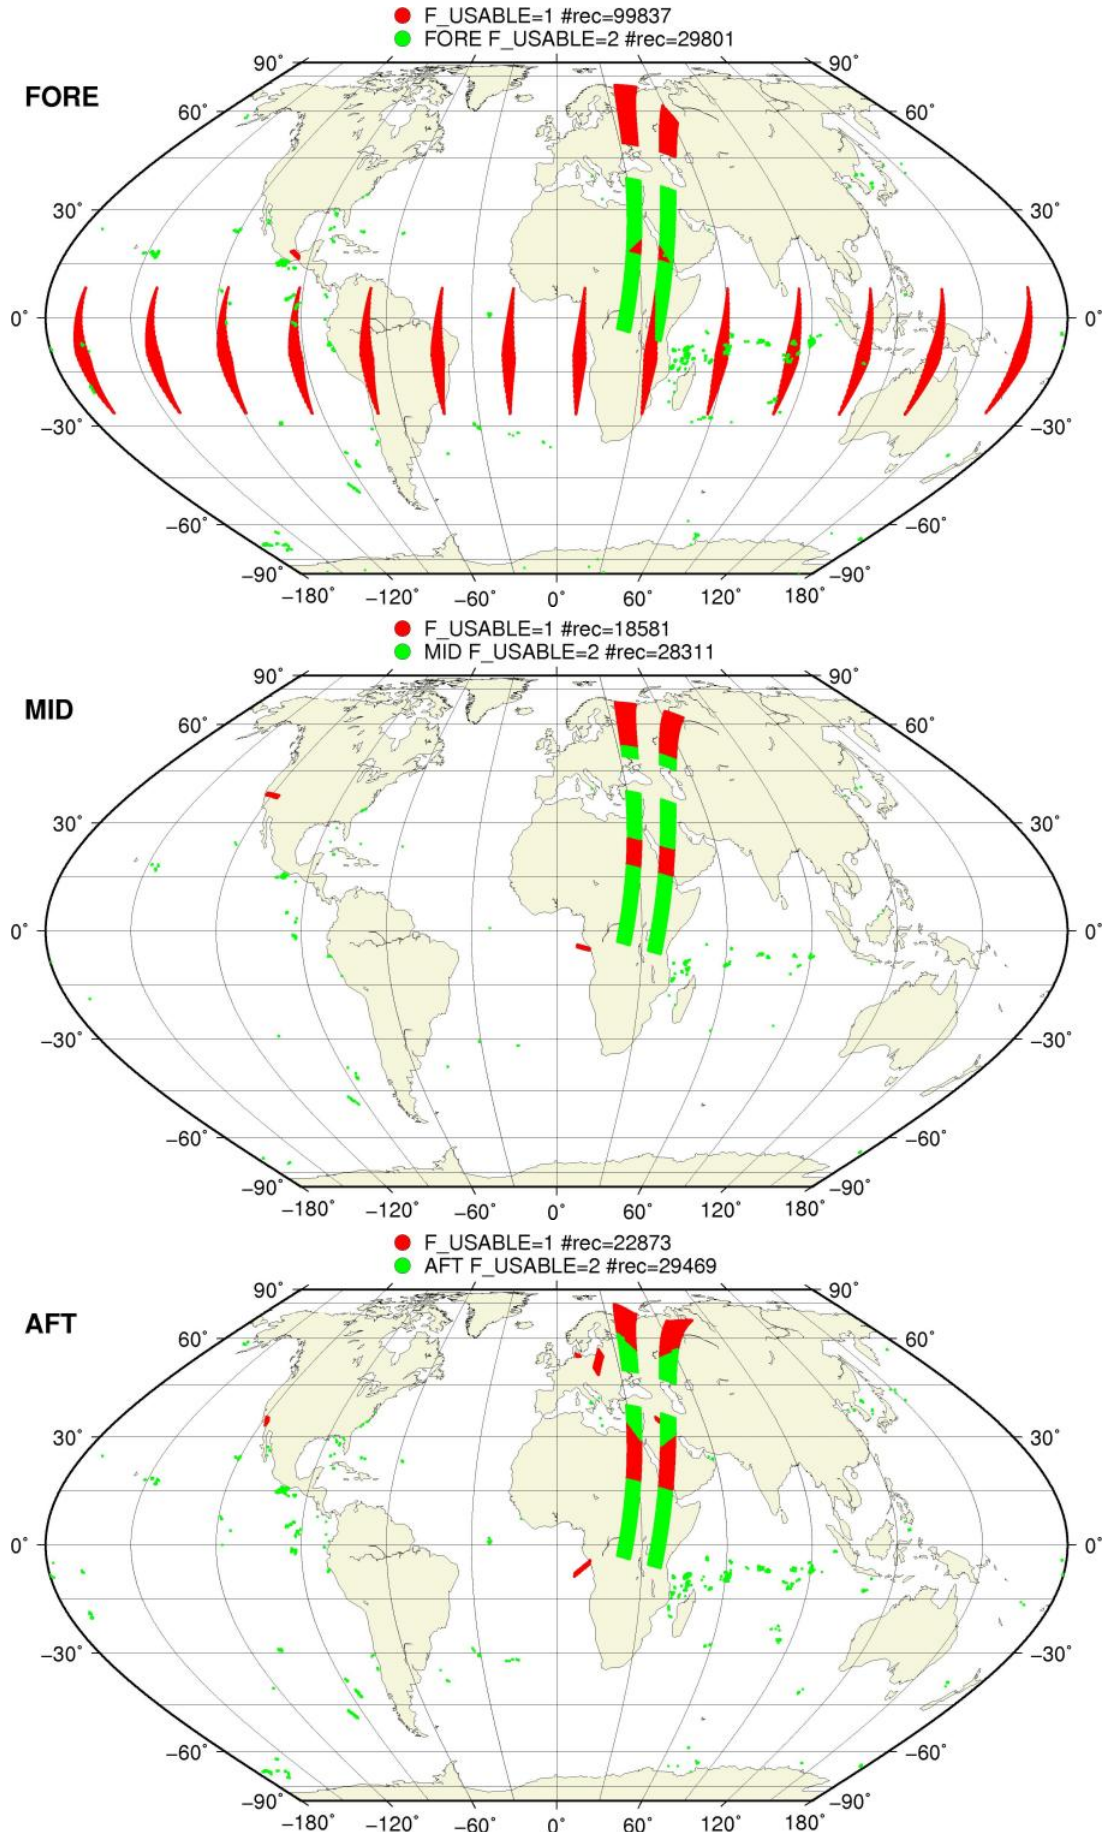 F_USABLE=1 #rec=99837
FORE F_USABLE=2 #rec=29801
FORE
90° 90°
60° 60°
30° 30°
0° 0°
−30° −30°
−60° −60°
−90° −90°
−180° −120° −60° 0° 60° 120° 180°
F_USABLE=1 #rec=18581
MID F_USABLE=2 #rec=28311
MID
90° 90°
60° 60°
30° 30°
0° 0°
−30° −30°
−60° −60°
−90° −90°
−180° −120° −60° 0° 60° 120° 180°
F_USABLE=1 #rec=22873
AFT F_USABLE=2 #rec=29469
AFT
90° 90°
60° 60°
30° 30°
0° 0°
−30° −30°
−60° −60°
−90° −90°
−180° −120° −60° 0° 60° 120° 180°